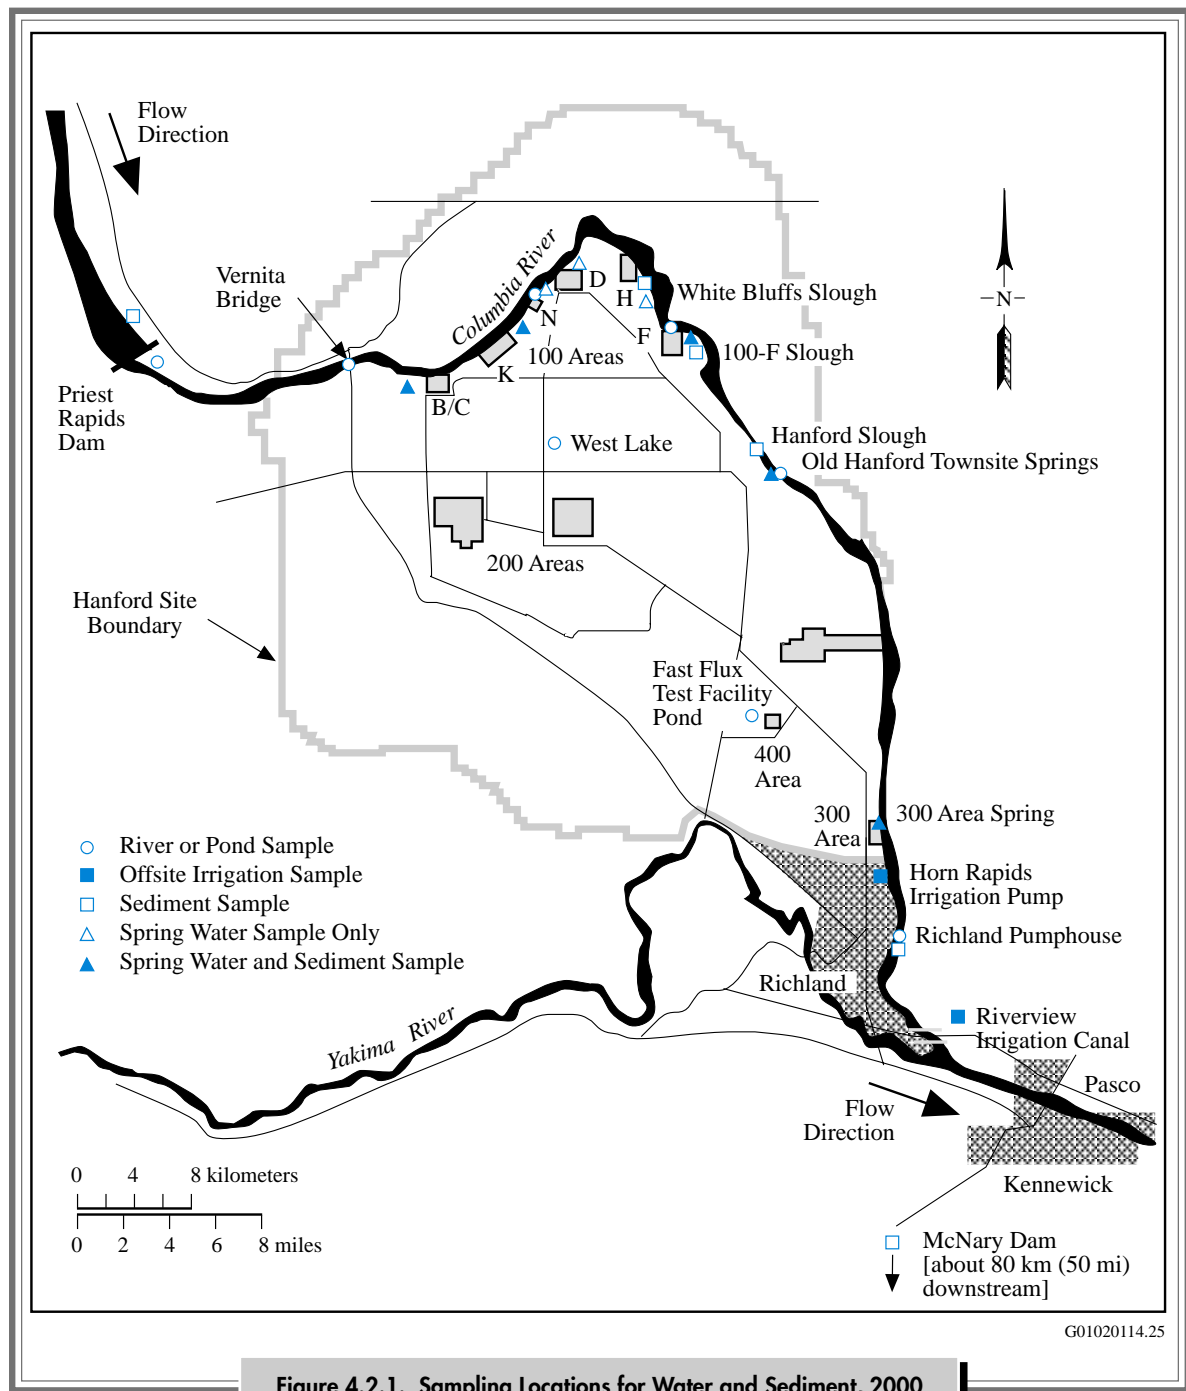 Flow
Direction
Vernita
Bridge
Columbia River
D
H
White Bluffs Slough
N
F
100-F Slough
100 Areas
K
B/C
Priest
Rapids
Dam
-N-
West Lake
Hanford Slough
Old Hanford Townsite Springs
200 Areas
Hanford Site
Boundary
Fast Flux
Test Facility
Pond
400
Area
300
Area
300 Area Spring
Horn Rapids
Irrigation Pump
Richland Pumphouse
Richland
Riverview
Irrigation Canal
River or Pond Sample
Offsite Irrigation Sample
Sediment Sample
Spring Water Sample Only
Spring Water and Sediment Sample
Yakima River
Pasco
Flow
Direction
Kennewick
0 4 8 kilometers
0 2 4 6 8 miles
McNary Dam
[about 80 km (50 mi)
downstream]
G01020114.25
Figure 4.2.1. Sampling Locations for Water and Sediment, 2000